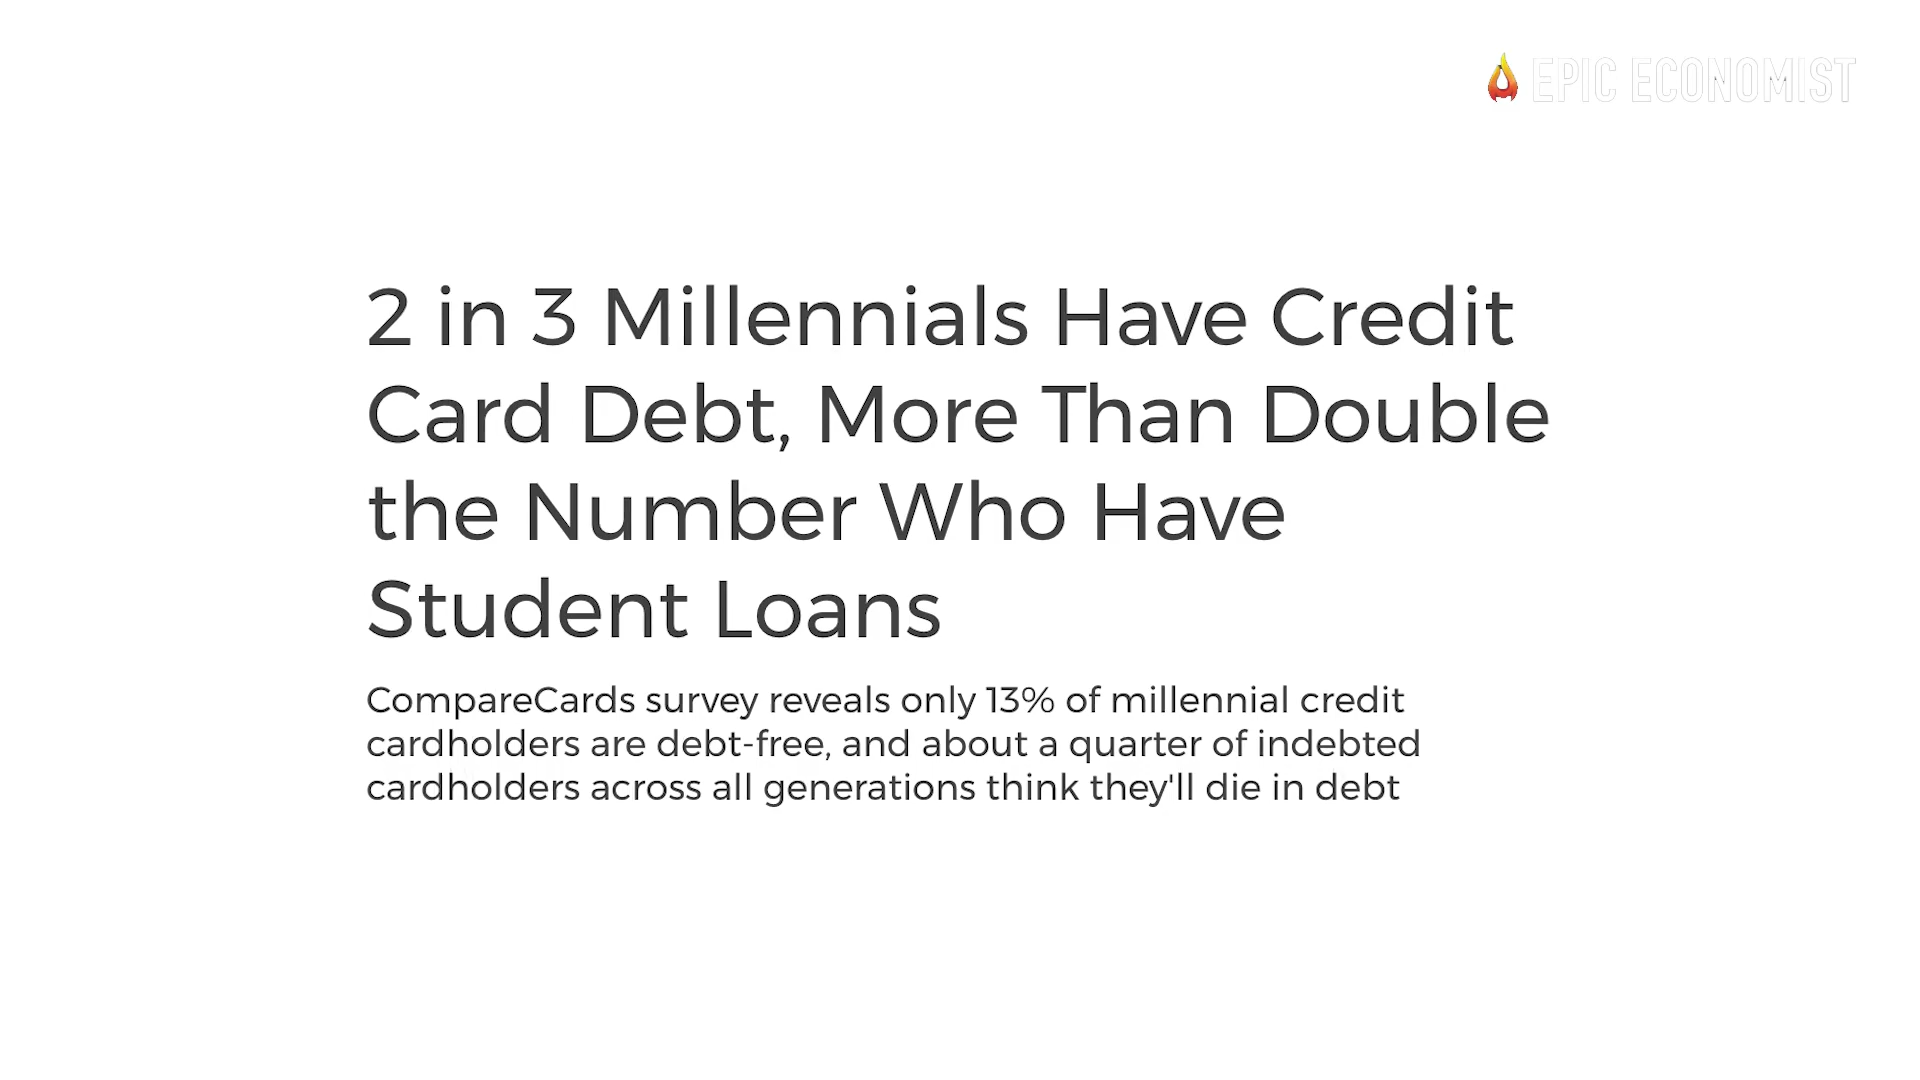 EPIC ECONOMIST
2 in 3 Millennials Have Credit
Card Debt, More Than Double
the Number Who Have
Student Loans
CompareCards survey reveals only 13% of millennial credit
cardholders are debt-free, and about a quarter of indebted
cardholders across all generations think they'll die in debt